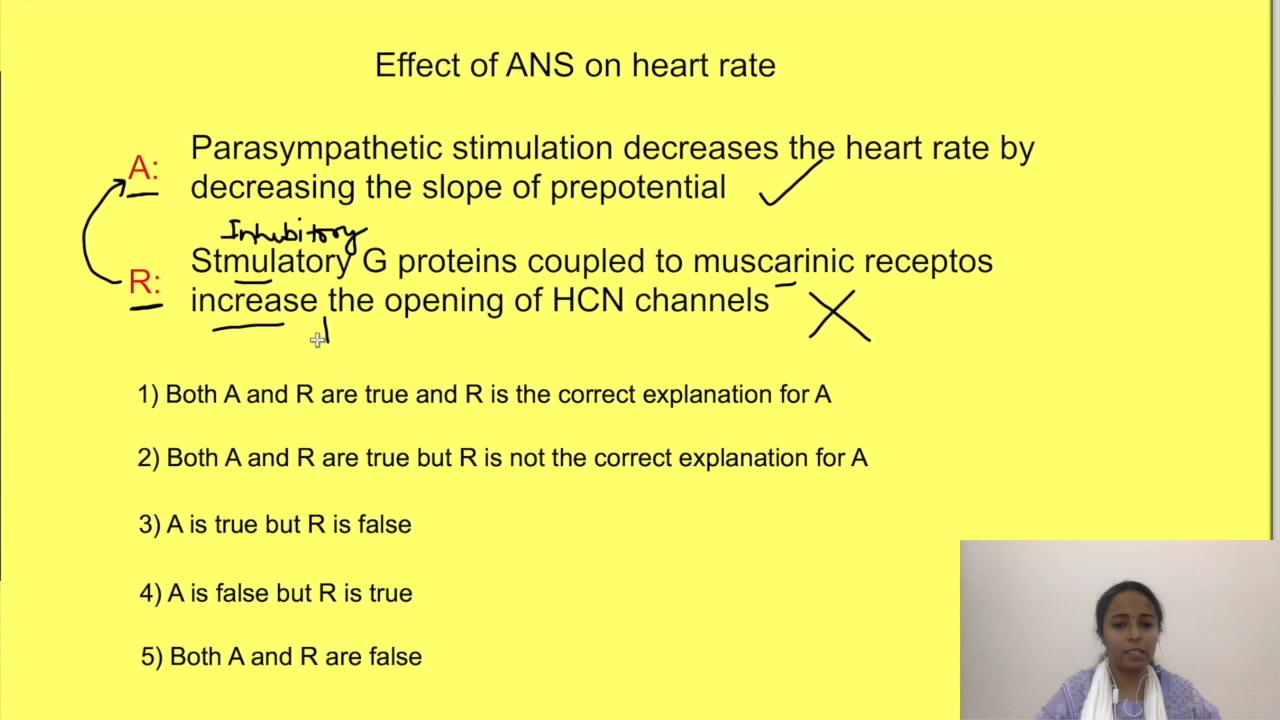 Effect of ANS on heart rate
A:
Parasympathetic stimulation decreases the heart rate by
decreasing the slope of prepotential
Inhubitory
R:
Stmulatory G proteins coupled to muscarinic receptos
increase the opening of HCN channels
1) Both A and R are true and R is the correct explanation for A
2) Both A and R are true but R is not the correct explanation for A
3) A is true but R is false
4) A is false but R is true
5) Both A and R are false